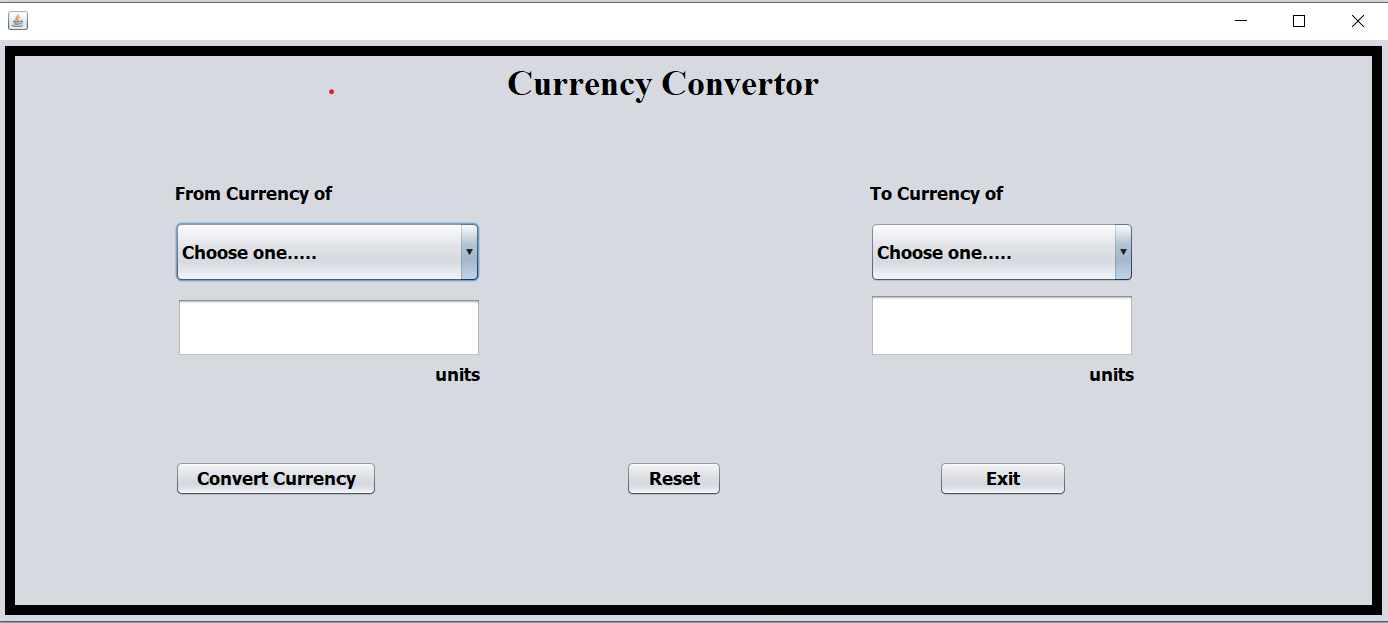 Currency Convertor
From Currency of
To Currency of
Choose one.....
Choose one.....
units
units
Convert Currency
Reset
Exit